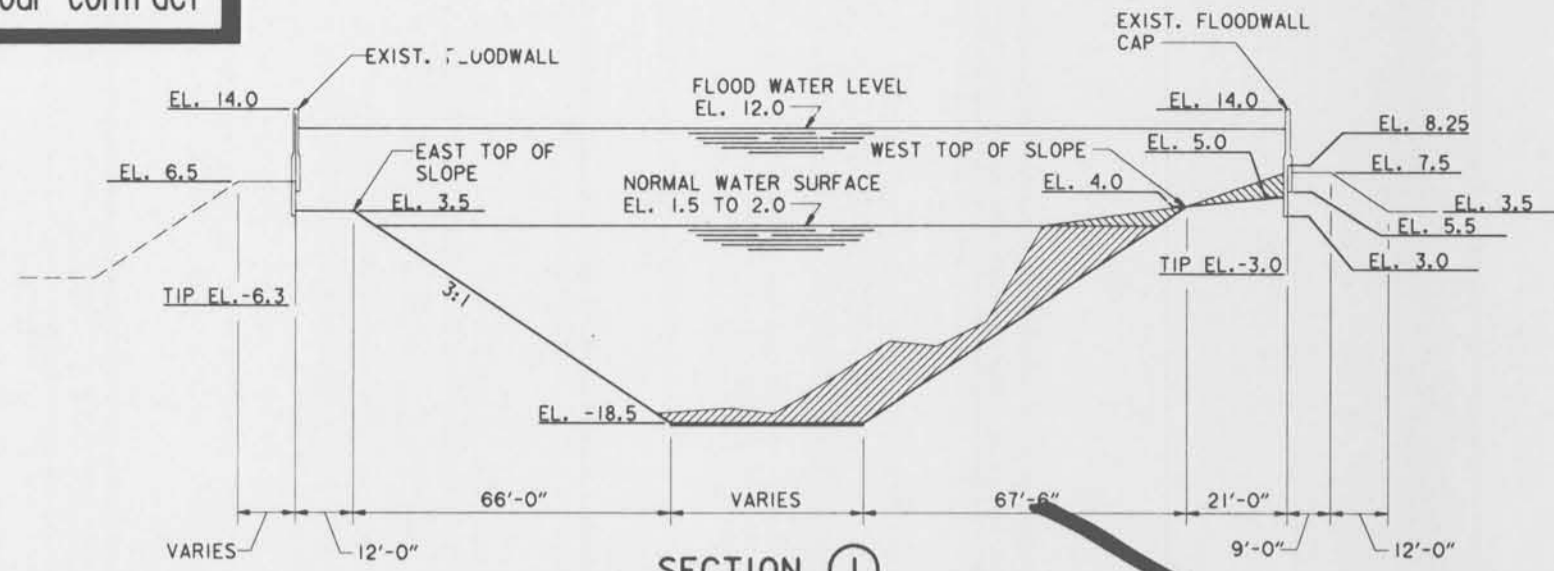 our contract
EXIST. FLOODWALL
EXIST. FLOODWALL
CAP
EL. 14.0
FLOOD WATER LEVEL
EL. 12.0
EL. 14.0
EL. 8.25
EAST TOP OF
SLOPE
WEST TOP OF SLOPE
EL. 5.0
EL. 7.5
EL. 6.5
NORMAL WATER SURFACE
EL. 1.5 TO 2.0
EL. 4.0
EL. 3.5
EL. 3.5
EL. 5.5
TIP EL.-6.3
3:1
TIP EL.-3.0
EL. 3.0
EL. -18.5
66'-0"
VARIES
67'-6"
21'-0"
VARIES
12'-0"
9'-0"
12'-0"
SECTION 1